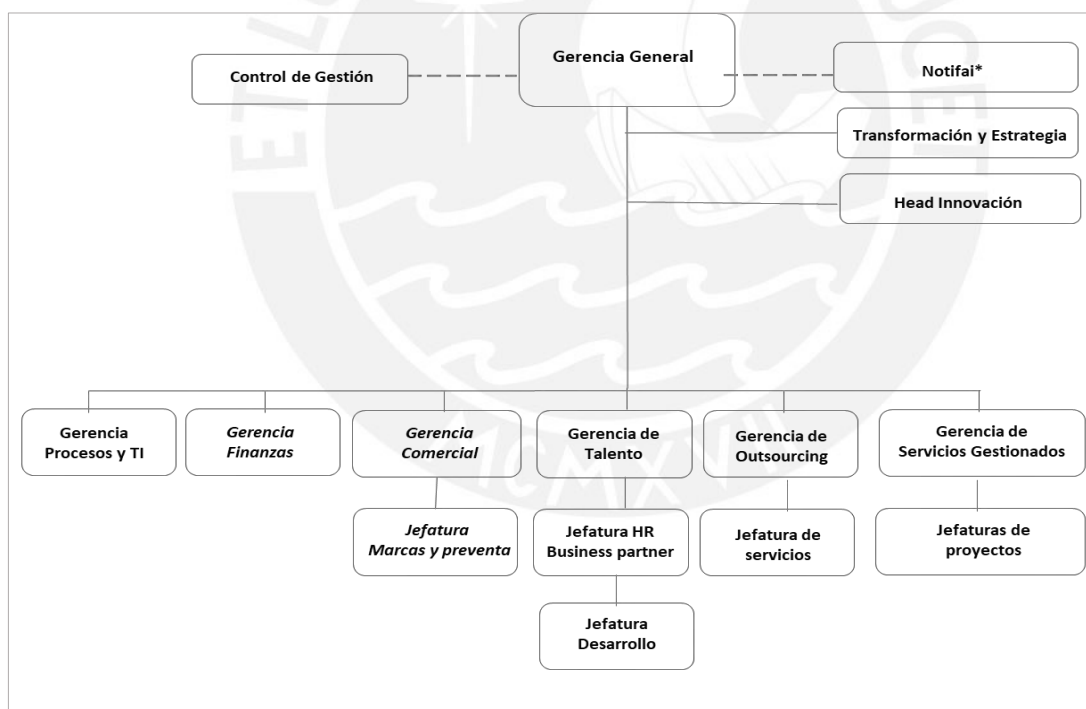 Gerencia General
Control de Gestión
Notifai*
Transformación y Estrategia
Head Innovación
Gerencia
Procesos y TI
Gerencia
Finanzas
Gerencia
Comercial
Gerencia de
Talento
Gerencia de
Outsourcing
Gerencia de
Servicios Gestionados
Jefatura
Marcas y preventa
Jefatura HR
Business partner
Jefatura de
servicios
Jefaturas de
proyectos
Jefatura
Desarrollo
MCMXVII